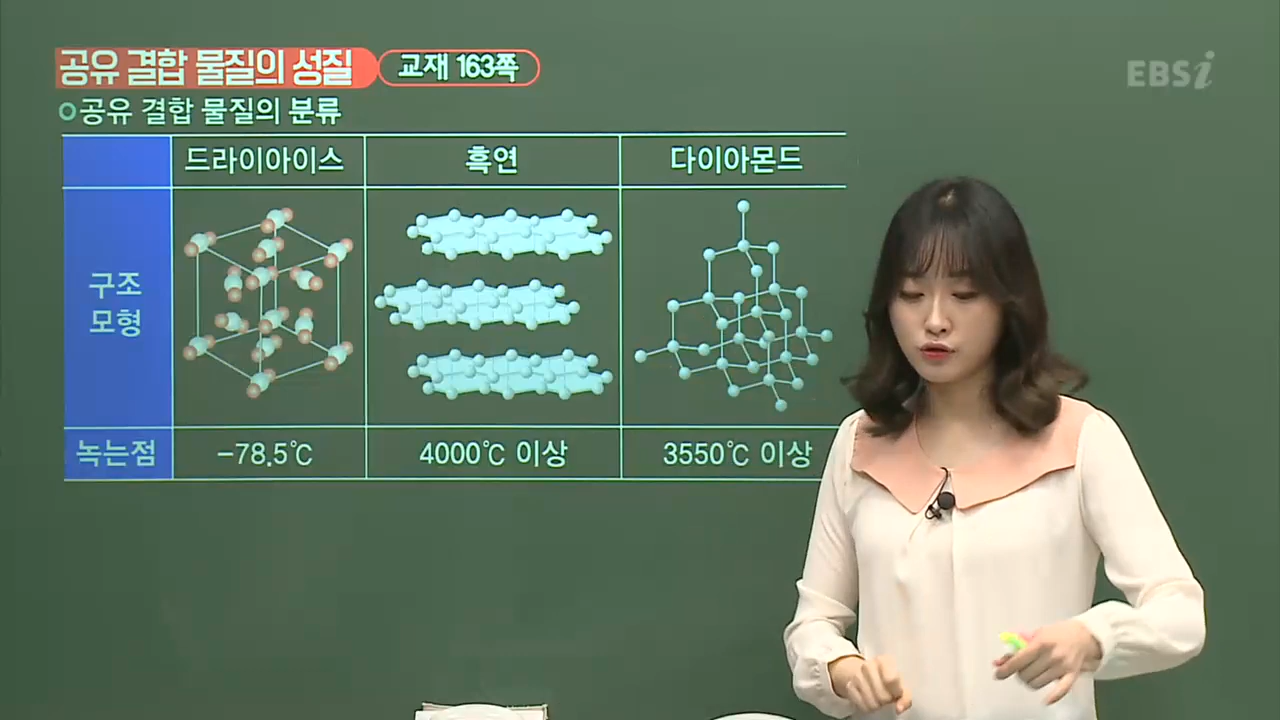 공유 결합 물질의 성질 교재 163쪽
EBSi
공유 결합 물질의 분류
드라이아이스 흑연 다이아몬드
구조
모형
녹는점 -78.5℃ 4000℃ 이상 3550℃ 이상